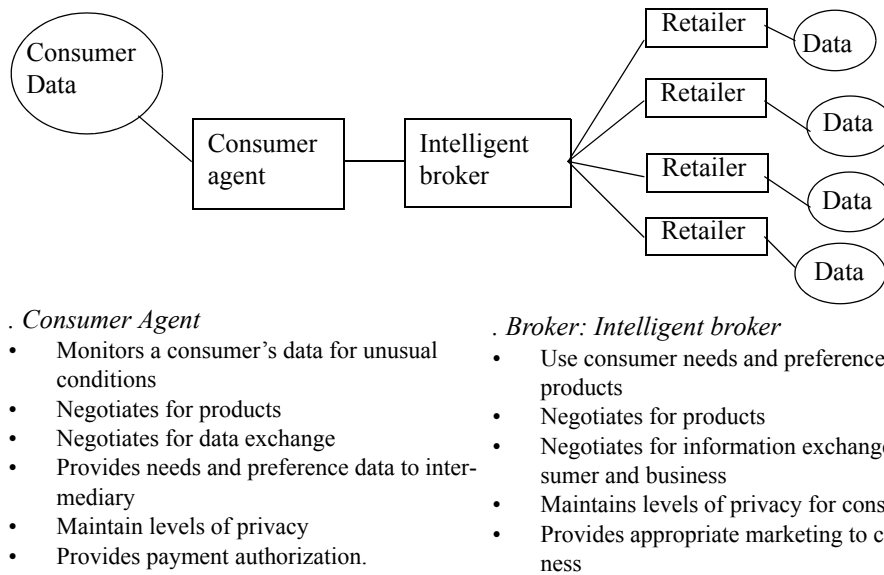 Consumer
Data
Consumer
agent
Intelligent
broker
Retailer
Data
Retailer
Data
Retailer
Data
Retailer
Data
. Consumer Agent
• Monitors a consumer’s data for unusual
conditions
• Negotiates for products
• Negotiates for data exchange
• Provides needs and preference data to inter-
mediary
• Maintain levels of privacy
• Provides payment authorization.
. Broker: Intelligent broker
• Use consumer needs and preference
products
• Negotiates for products
• Negotiates for information exchange
sumer and business
• Maintains levels of privacy for cons
• Provides appropriate marketing to c
ness